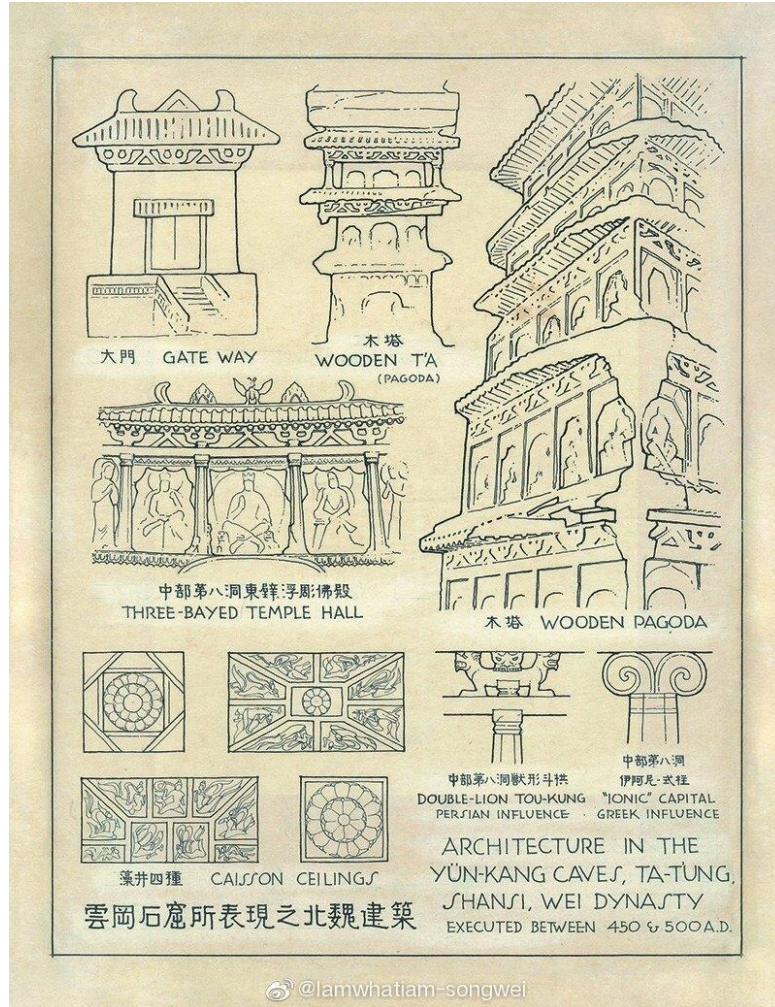 大門 GATE WAY
木塔
WOODEN T'A
(PAGODA)
中部第八洞東壁浮彫佛殿
THREE-BAYED TEMPLE HALL
木塔 WOODEN PAGODA
中部第八洞獸形斗拱
DOUBLE-LION TOU-KUNG
PERSIAN INFLUENCE ·
中部第八洞
伊阿尼·式柱
"IONIC" CAPITAL
GREEK INFLUENCE
藻井四種 CAISSON CEILINGS
雲岡石窟所表現之北魏建築
ARCHITECTURE IN THE
YÜN-KANG CAVES, TA-T'UNG,
SHANSI, WEI DYNASTY
EXECUTED BETWEEN 450 & 500 A.D.
@Iamwhatiam-songwei